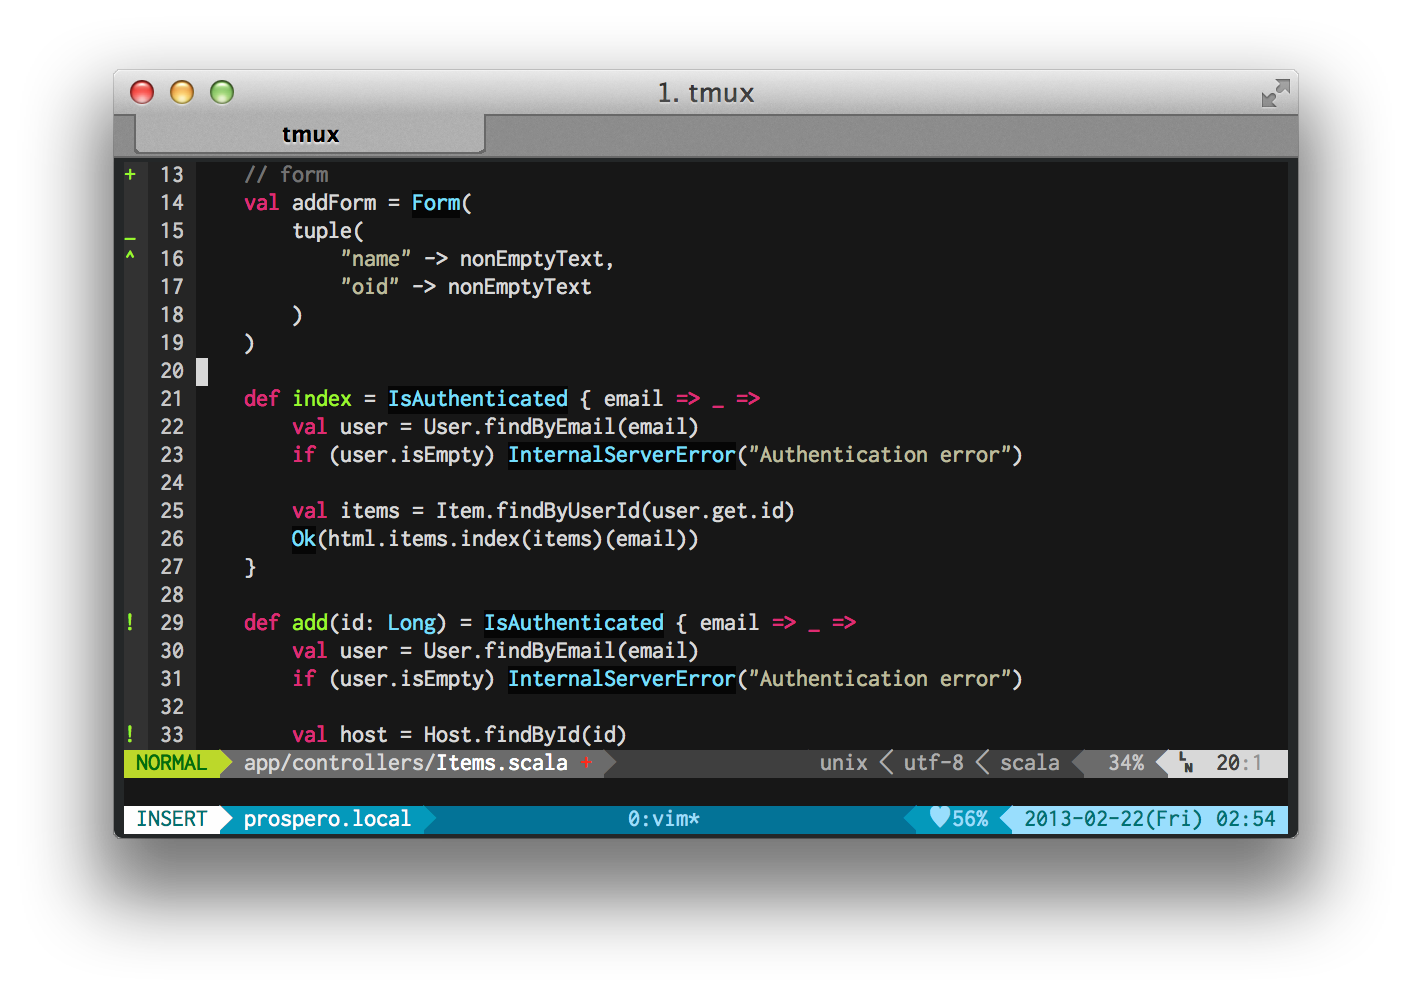 1. tmux
tmux
+ 13     // form
  14     val addForm = Form(
_ 15         tuple(
^ 16             "name" -> nonEmptyText,
  17             "oid" -> nonEmptyText
  18         )
  19     )
  20
  21     def index = IsAuthenticated { email => _ =>
  22         val user = User.findByEmail(email)
  23         if (user.isEmpty) InternalServerError("Authentication error")
  24
  25         val items = Item.findByUserId(user.get.id)
  26         Ok(html.items.index(items)(email))
  27     }
  28
! 29     def add(id: Long) = IsAuthenticated { email => _ =>
  30         val user = User.findByEmail(email)
  31         if (user.isEmpty) InternalServerError("Authentication error")
  32
! 33         val host = Host.findById(id)
NORMAL app/controllers/Items.scala + unix utf-8 scala 34% LN 20:1
INSERT prospero.local 0:vim* ♥56% 2013-02-22(Fri) 02:54